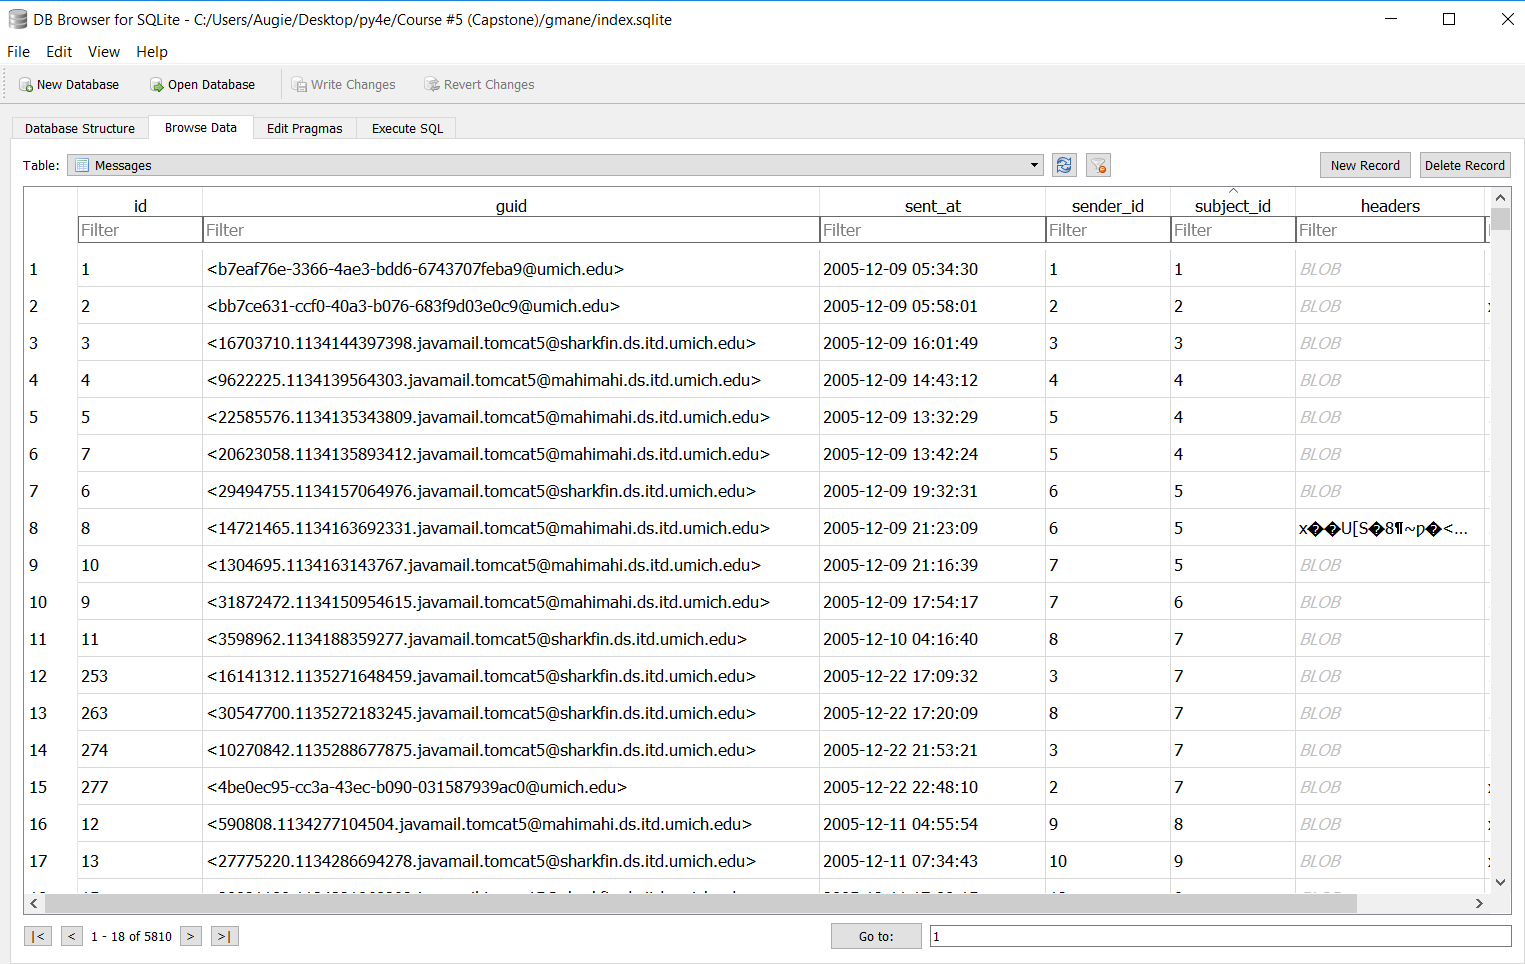 DB Browser for SQLite - C:/Users/Augie/Desktop/py4e/Course #5 (Capstone)/gmane/index.sqlite
File Edit View Help
New Database Open Database Write Changes Revert Changes
Database Structure Browse Data Edit Pragmas Execute SQL
Table: Messages New Record Delete Record
id guid sent_at sender_id subject_id headers
Filter Filter Filter Filter Filter Filter
1 1 <b7eaf76e-3366-4ae3-bdd6-6743707feba9@umich.edu> 2005-12-09 05:34:30 1 1 BLOB
2 2 <bb7ce631-ccf0-40a3-b076-683f9d03e0c9@umich.edu> 2005-12-09 05:58:01 2 2 BLOB
3 3 <16703710.1134144397398.javamail.tomcat5@sharkfin.ds.itd.umich.edu> 2005-12-09 16:01:49 3 3 BLOB
4 4 <9622225.1134139564303.javamail.tomcat5@mahimahi.ds.itd.umich.edu> 2005-12-09 14:43:12 4 4 BLOB
5 5 <22585576.1134135343809.javamail.tomcat5@mahimahi.ds.itd.umich.edu> 2005-12-09 13:32:29 5 4 BLOB
6 7 <20623058.1134135893412.javamail.tomcat5@mahimahi.ds.itd.umich.edu> 2005-12-09 13:42:24 5 4 BLOB
7 6 <29494755.1134157064976.javamail.tomcat5@sharkfin.ds.itd.umich.edu> 2005-12-09 19:32:31 6 5 BLOB
8 8 <14721465.1134163692331.javamail.tomcat5@mahimahi.ds.itd.umich.edu> 2005-12-09 21:23:09 6 5 x��U[S�8¶~p�<...
9 10 <1304695.1134163143767.javamail.tomcat5@mahimahi.ds.itd.umich.edu> 2005-12-09 21:16:39 7 5 BLOB
10 9 <31872472.1134150954615.javamail.tomcat5@mahimahi.ds.itd.umich.edu> 2005-12-09 17:54:17 7 6 BLOB
11 11 <3598962.1134188359277.javamail.tomcat5@sharkfin.ds.itd.umich.edu> 2005-12-10 04:16:40 8 7 BLOB
12 253 <16141312.1135271648459.javamail.tomcat5@sharkfin.ds.itd.umich.edu> 2005-12-22 17:09:32 3 7 BLOB
13 263 <30547700.1135272183245.javamail.tomcat5@sharkfin.ds.itd.umich.edu> 2005-12-22 17:20:09 8 7 BLOB
14 274 <10270842.1135288677875.javamail.tomcat5@sharkfin.ds.itd.umich.edu> 2005-12-22 21:53:21 3 7 BLOB
15 277 <4be0ec95-cc3a-43ec-b090-031587939ac0@umich.edu> 2005-12-22 22:48:10 2 7 BLOB
16 12 <590808.1134277104504.javamail.tomcat5@mahimahi.ds.itd.umich.edu> 2005-12-11 04:55:54 9 8 BLOB
17 13 <27775220.1134286694278.javamail.tomcat5@sharkfin.ds.itd.umich.edu> 2005-12-11 07:34:43 10 9 BLOB
|< < 1 - 18 of 5810 > >| Go to: 1